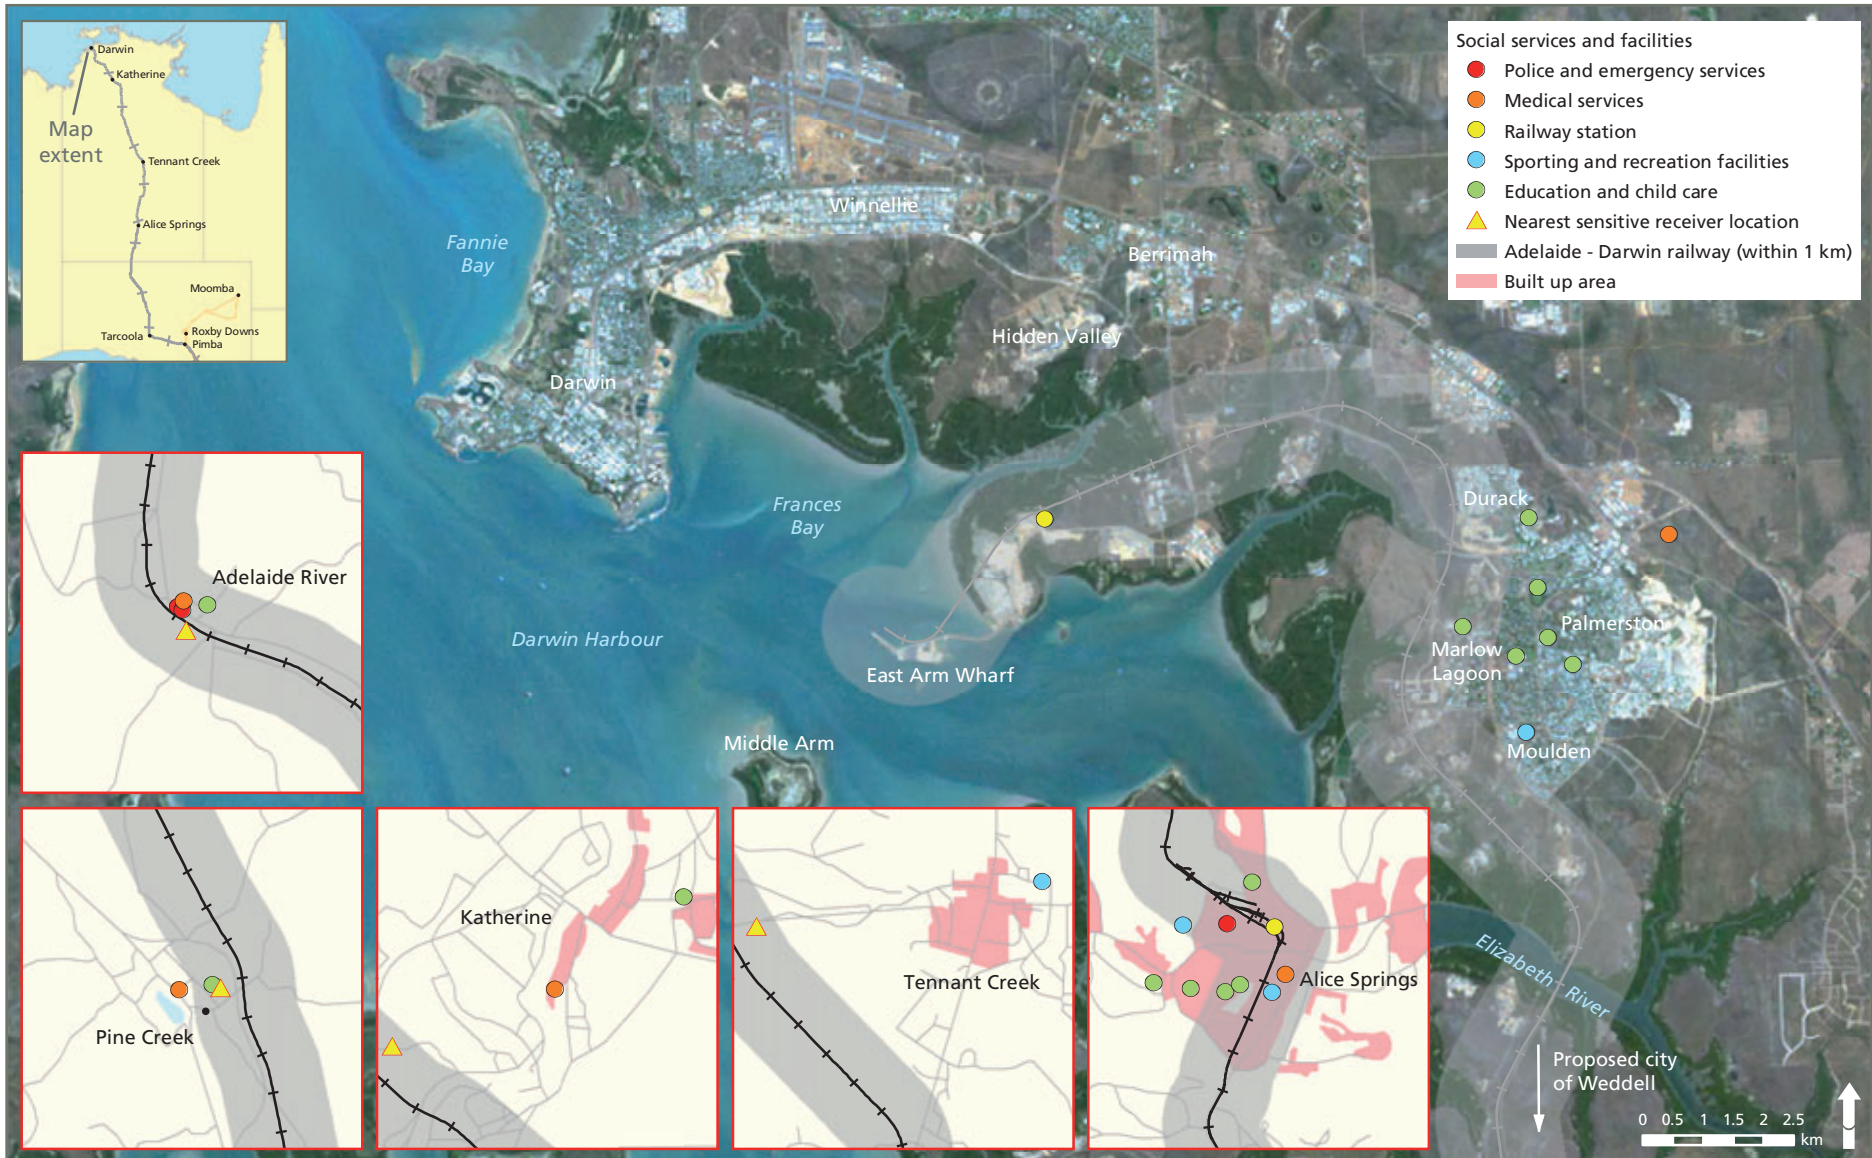 Darwin
Katherine
Map
extent
Tennant Creek
Alice Springs
Moomba
Roxby Downs
Tarcoola
Pimba
Social services and facilities
Police and emergency services
Medical services
Railway station
Sporting and recreation facilities
Education and child care
Nearest sensitive receiver location
Adelaide - Darwin railway (within 1 km)
Built up area
Winnellie
Fannie
Bay
Berrimah
Hidden Valley
Darwin
Frances
Bay
Durack
Adelaide River
Palmerston
Darwin Harbour
Marlow
Lagoon
East Arm Wharf
Middle Arm
Moulden
Pine Creek
Katherine
Tennant Creek
Alice Springs
Elizabeth River
Proposed city
of Weddell
0 0.5 1 1.5 2 2.5
km